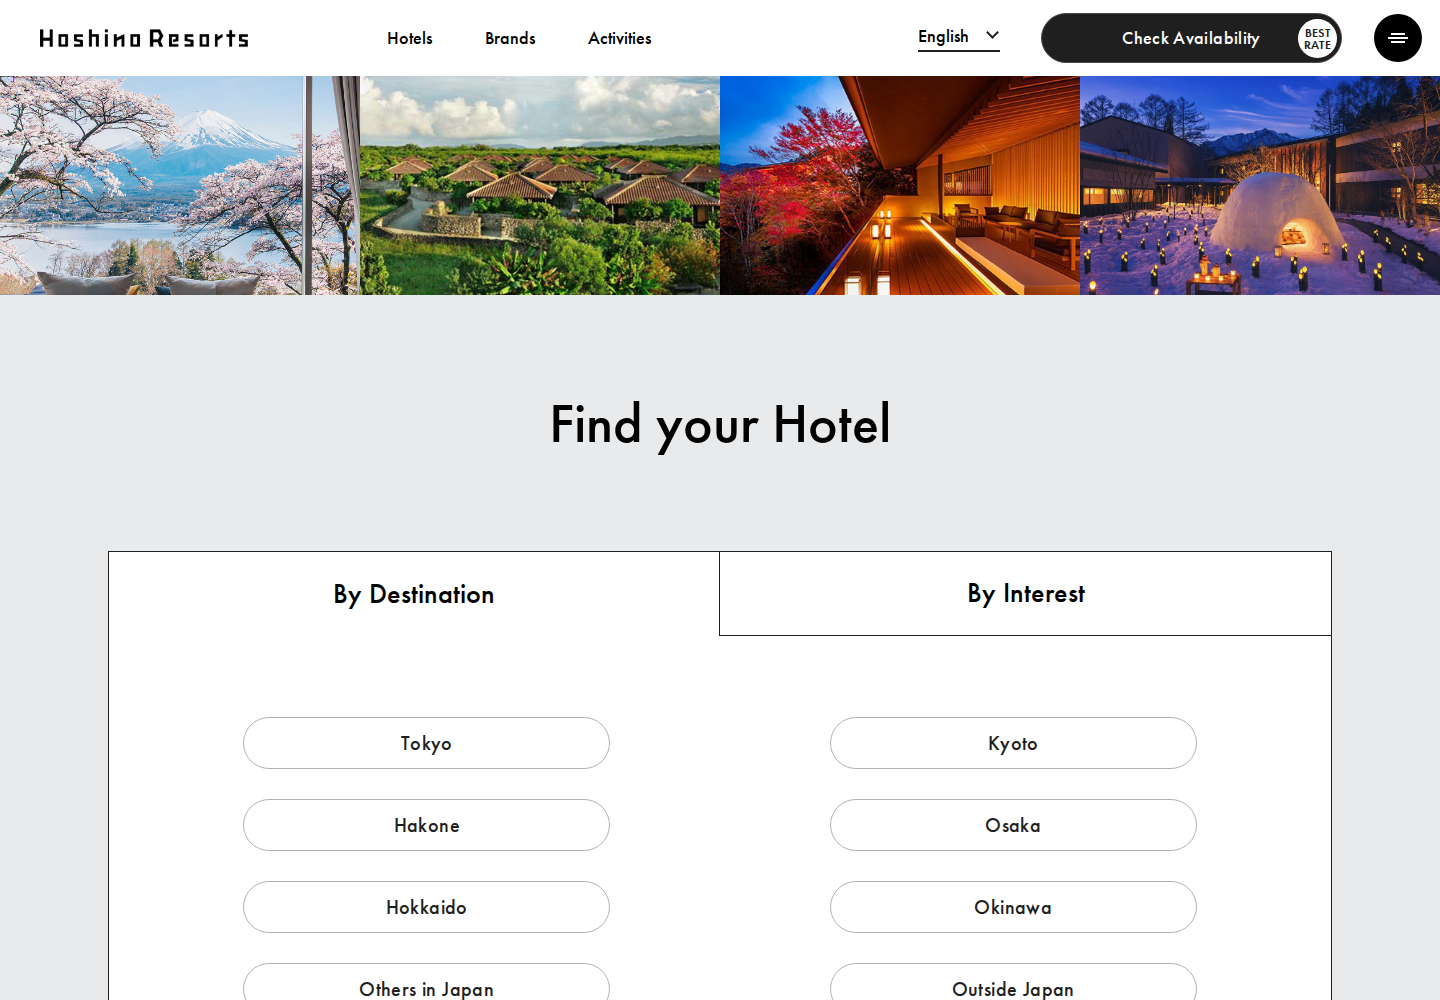 Hoshino Resorts
Hotels
Brands
Activities
English
Check Availability
BEST
RATE
Find your Hotel
By Destination
By Interest
Tokyo
Kyoto
Hakone
Osaka
Hokkaido
Okinawa
Others in Japan
Outside Japan